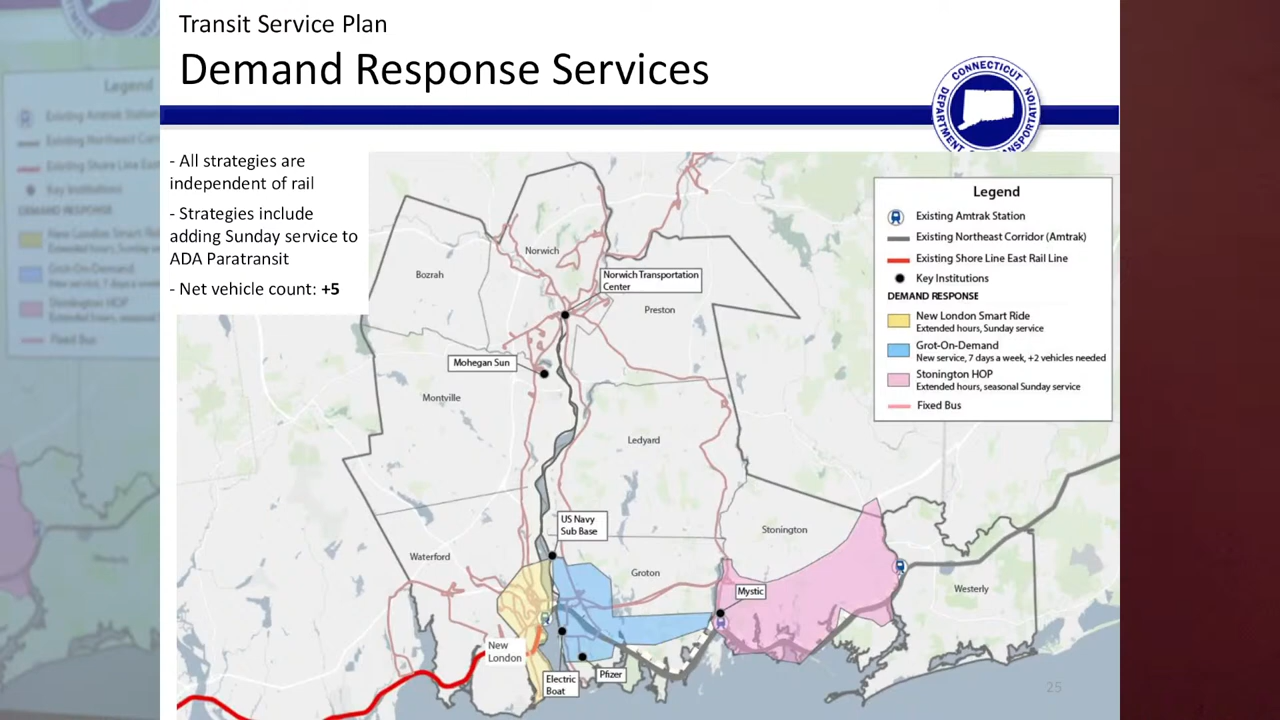 Transit Service Plan
Demand Response Services
CONNECTICUT
DEPARTMENT
- All strategies are
independent of rail
- Strategies include
adding Sunday service to
ADA Paratransit
- Net vehicle count: +5
Legend
Existing Amtrak Station
Existing Northeast Corridor (Amtrak)
Existing Shore Line East Rail Line
Key Institutions
DEMAND RESPONSE
New London Smart Ride
Extended hours, Sunday service
Grot-On-Demand
New service, 7 days a week, +2 vehicles needed
Stonington HOP
Extended hours, seasonal Sunday service
Fixed Bus
Norwich
Bozrah
Norwich Transportation
Center
Preston
Mohegan Sun
Montville
Ledyard
US Navy
Sub Base
Stonington
Waterford
Groton
Mystic
Westerly
New
London
Electric
Boat
Pfizer
25